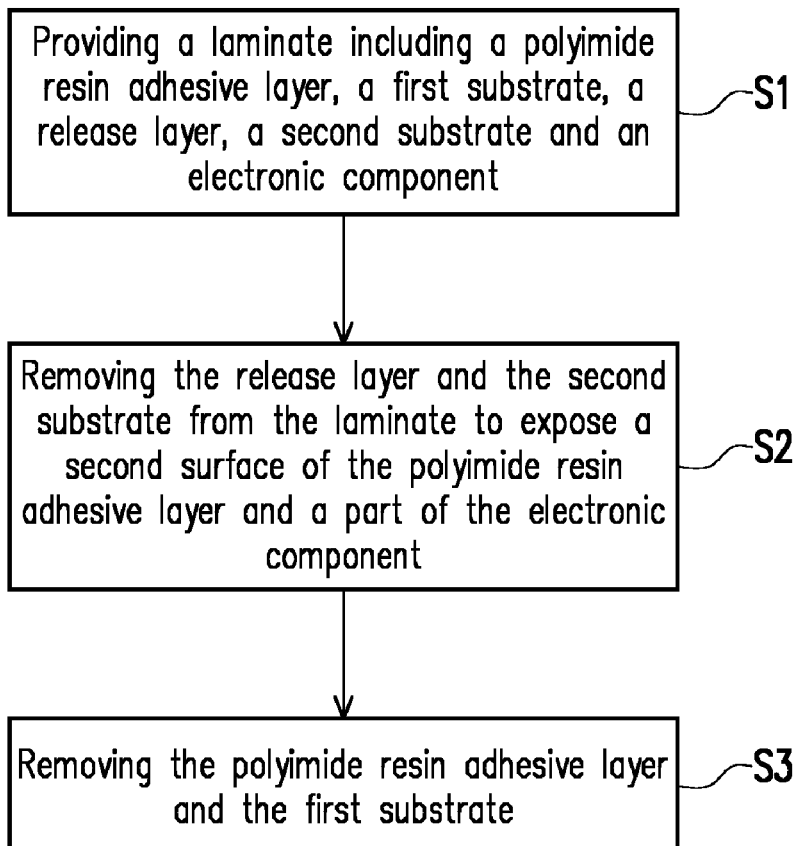 Providing a laminate including a polyimide
resin adhesive layer, a first substrate, a
release layer, a second substrate and an
electronic component
S1
Removing the release layer and the second
substrate from the laminate to expose a
second surface of the polyimide resin
adhesive layer and a part of the electronic
component
S2
Removing the polyimide resin adhesive layer
and the first substrate
S3